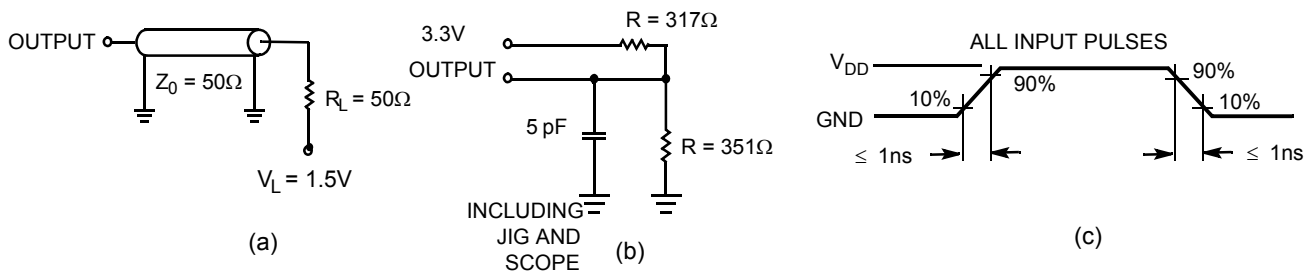 OUTPUT
Z0 = 50Ω
RL = 50Ω
VL = 1.5V
(a)
R = 317Ω
3.3V
OUTPUT
5 pF
R = 351Ω
INCLUDING
JIG AND
SCOPE
(b)
ALL INPUT PULSES
VDD
90%
90%
10%
10%
GND
≤ 1ns
≤ 1ns
(c)